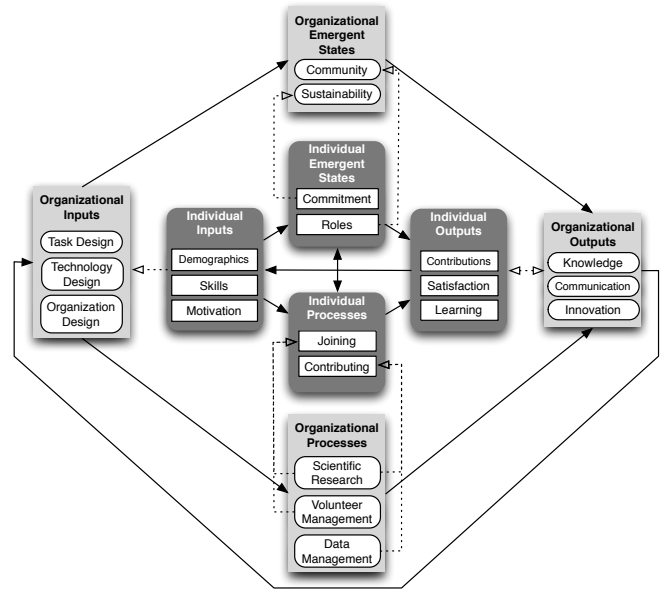 Organizational
Emergent
States
Community
Sustainability
Individual
Emergent
States
Commitment
Roles
Organizational
Inputs
Task Design
Technology
Design
Organization
Design
Individual
Inputs
Demographics
Skills
Motivation
Individual
Outputs
Contributions
Satisfaction
Learning
Organizational
Outputs
Knowledge
Communication
Innovation
Individual
Processes
Joining
Contributing
Organizational
Processes
Scientific
Research
Volunteer
Management
Data
Management